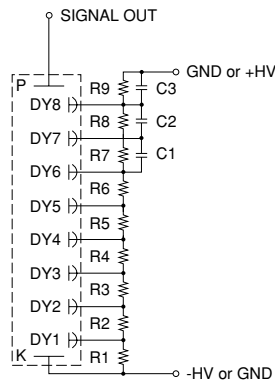 SIGNAL OUT
GND or +HV
P
R9
C3
DY8
R8
C2
DY7
R7
C1
DY6
R6
DY5
R5
DY4
R4
DY3
R3
DY2
R2
DY1
K
R1
-HV or GND